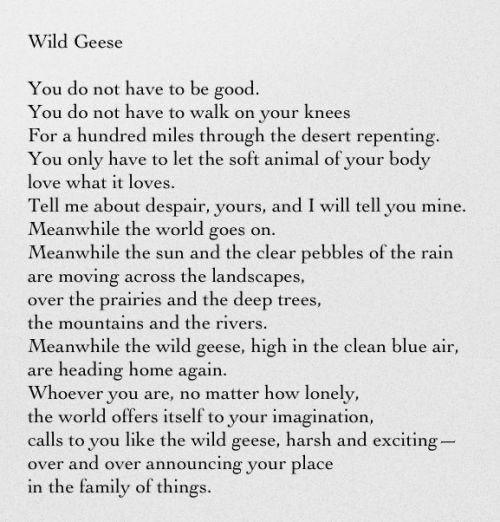 Wild Geese
You do not have to be good.
You do not have to walk on your knees
For a hundred miles through the desert repenting.
You only have to let the soft animal of your body
love what it loves.
Tell me about despair, yours, and I will tell you mine.
Meanwhile the world goes on.
Meanwhile the sun and the clear pebbles of the rain
are moving across the landscapes,
over the prairies and the deep trees,
the mountains and the rivers.
Meanwhile the wild geese, high in the clean blue air,
are heading home again.
Whoever you are, no matter how lonely,
the world offers itself to your imagination,
calls to you like the wild geese, harsh and exciting—
over and over announcing your place
in the family of things.